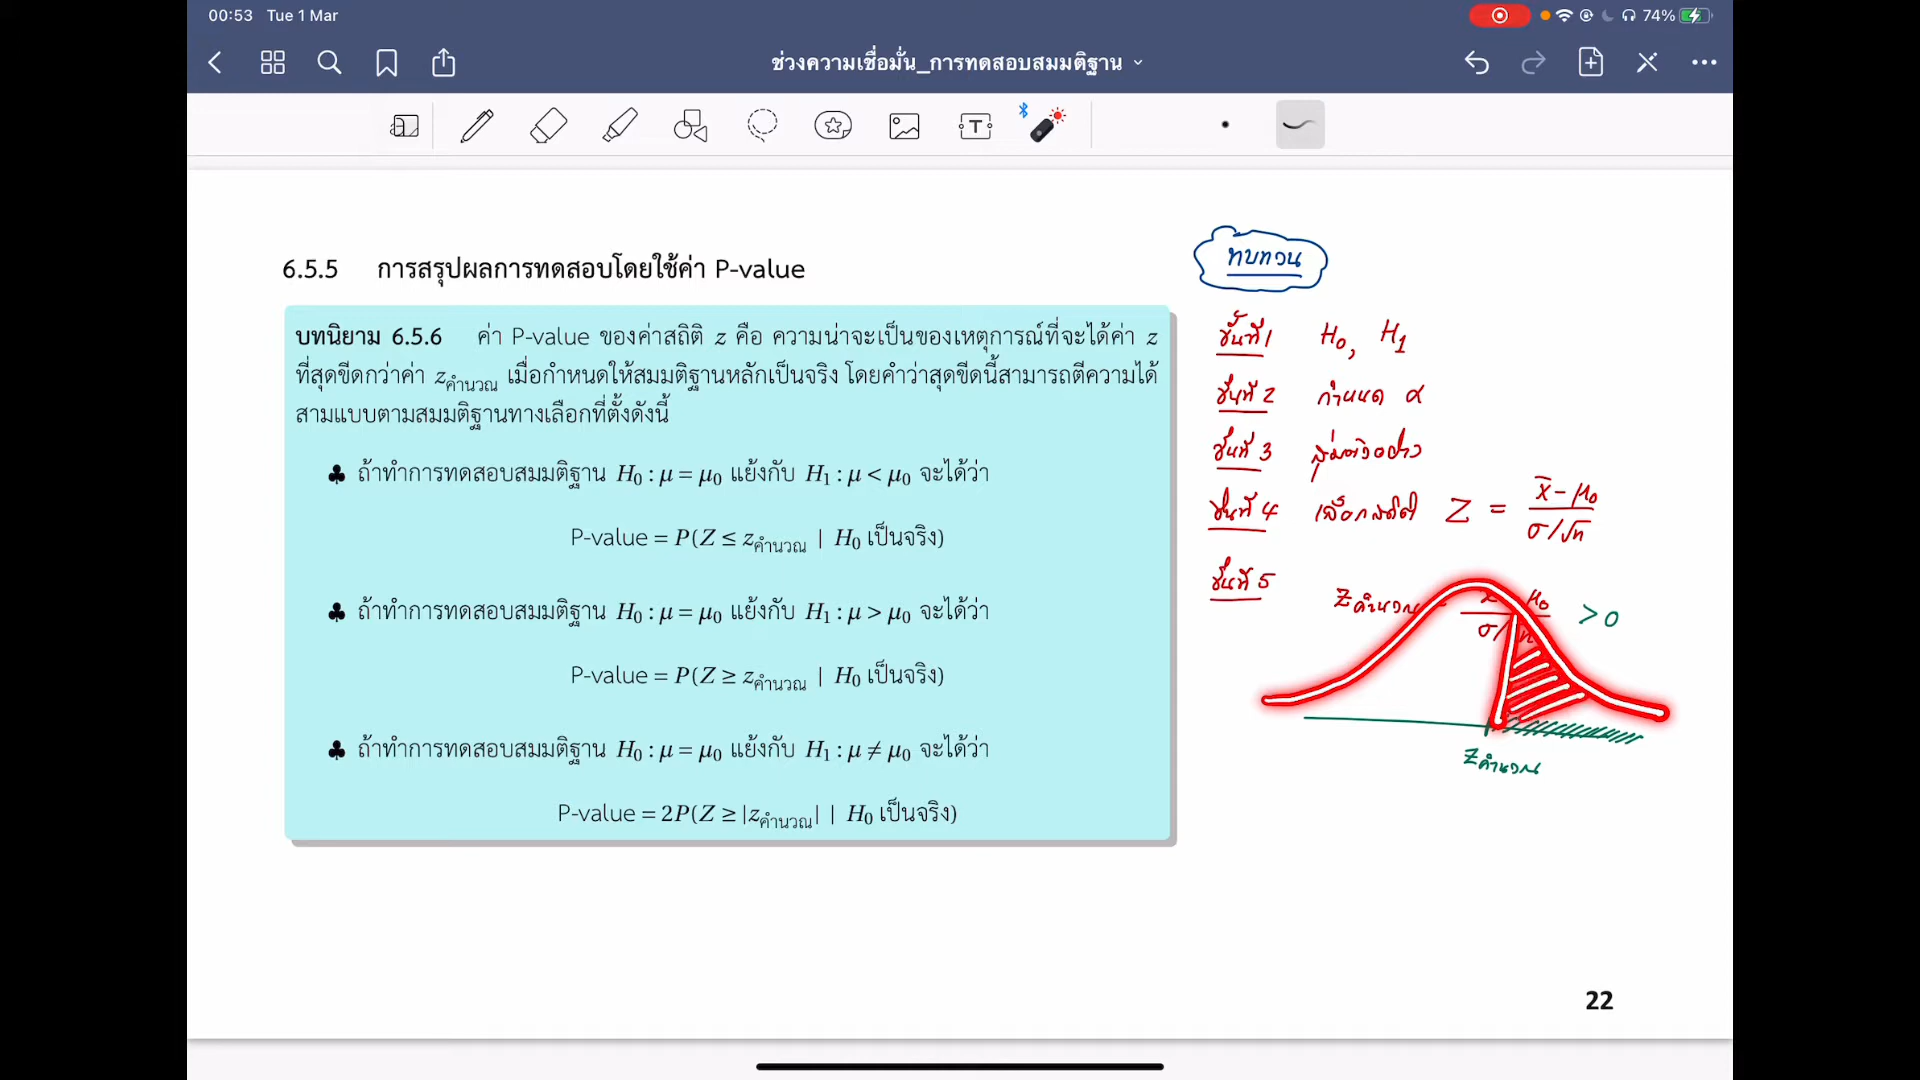 00:53 Tue 1 Mar
74%
ช่วงความเชื่อมั่น_การทดสอบสมมติฐาน
6.5.5 การสรุปผลการทดสอบโดยใช้ค่า P-value
บทนิยาม 6.5.6 ค่า P-value ของค่าสถิติ z คือ ความน่าจะเป็นของเหตุการณ์ที่จะได้ค่า z
ที่สุดขีดกว่าค่า zคำนวณ เมื่อกำหนดให้สมมติฐานหลักเป็นจริง โดยคำว่าสุดขีดนี้สามารถตีความได้
สามแบบตามสมมติฐานทางเลือกที่ตั้งดังนี้
♣ ถ้าทำการทดสอบสมมติฐาน H₀ : μ = μ₀ แย้งกับ H₁ : μ < μ₀ จะได้ว่า
P-value = P(Z ≤ zคำนวณ | H₀ เป็นจริง)
♣ ถ้าทำการทดสอบสมมติฐาน H₀ : μ = μ₀ แย้งกับ H₁ : μ > μ₀ จะได้ว่า
P-value = P(Z ≥ zคำนวณ | H₀ เป็นจริง)
♣ ถ้าทำการทดสอบสมมติฐาน H₀ : μ = μ₀ แย้งกับ H₁ : μ ≠ μ₀ จะได้ว่า
P-value = 2P(Z ≥ |zคำนวณ| | H₀ เป็นจริง)
ทบทวน
ขั้นที่ 1 H₀, H₁
ขั้นที่ 2 กำหนด α
ขั้นที่ 3 สุ่มตัวอย่าง
ขั้นที่ 4 เลือกสถิติ Z = (x̄ - μ₀)/(σ/√n)
ขั้นที่ 5
zคำนวณ μ₀ σ/ > 0
zคำนวณ
22